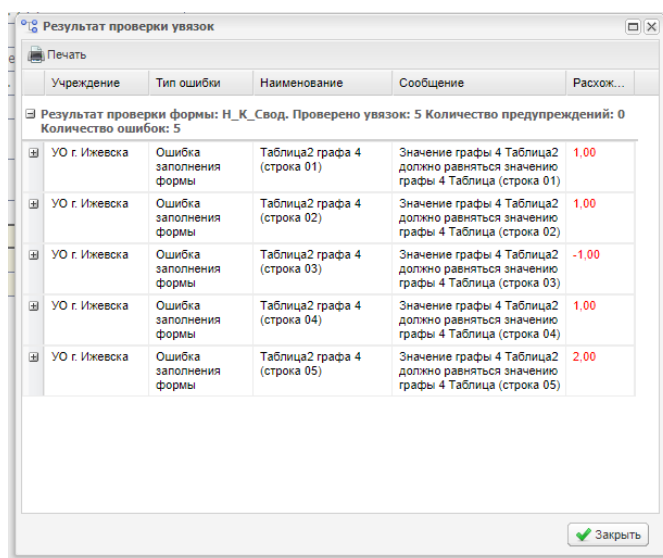 Результат проверки увязок
Печать
Учреждение Тип ошибки Наименование Сообщение Расхож...
Результат проверки формы: Н_К_Свод. Проверено увязок: 5 Количество предупреждений: 0
Количество ошибок: 5
УО г. Ижевска Ошибка Таблица2 графа 4 Значение графы 4 Таблица2 1,00
заполнения (строка 01) должно равняться значению
формы графы 4 Таблица (строка 01)
УО г. Ижевска Ошибка Таблица2 графа 4 Значение графы 4 Таблица2 1,00
заполнения (строка 02) должно равняться значению
формы графы 4 Таблица (строка 02)
УО г. Ижевска Ошибка Таблица2 графа 4 Значение графы 4 Таблица2 -1,00
заполнения (строка 03) должно равняться значению
формы графы 4 Таблица (строка 03)
УО г. Ижевска Ошибка Таблица2 графа 4 Значение графы 4 Таблица2 1,00
заполнения (строка 04) должно равняться значению
формы графы 4 Таблица (строка 04)
УО г. Ижевска Ошибка Таблица2 графа 4 Значение графы 4 Таблица2 2,00
заполнения (строка 05) должно равняться значению
формы графы 4 Таблица (строка 05)
Закрыть